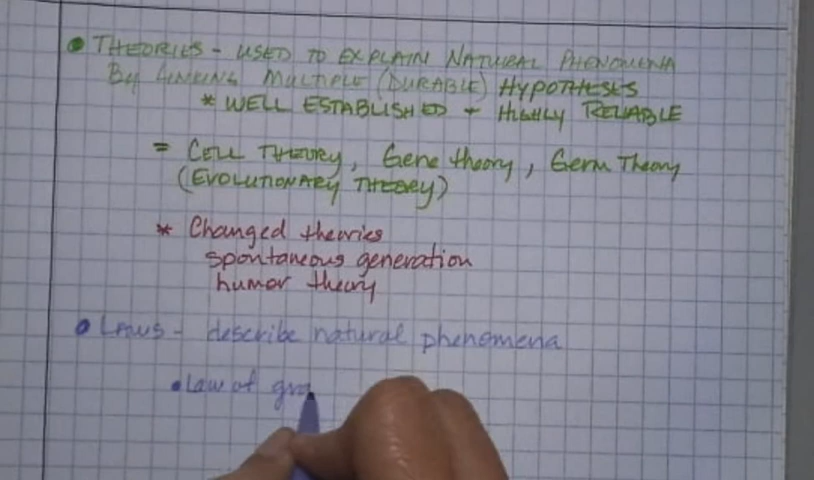 • THEORIES - USED TO EXPLAIN NATURAL PHENOMENA
By LINKING MULTIPLE (DURABLE) HYPOTHESES
* WELL ESTABLISHED + HIGHLY RELIABLE
= CELL THEORY, Gene theory, Germ Theory
(EVOLUTIONARY THEORY)
* Changed theories
spontaneous generation
humor theory
• LAWS - describe natural phenomena
• Law of gra